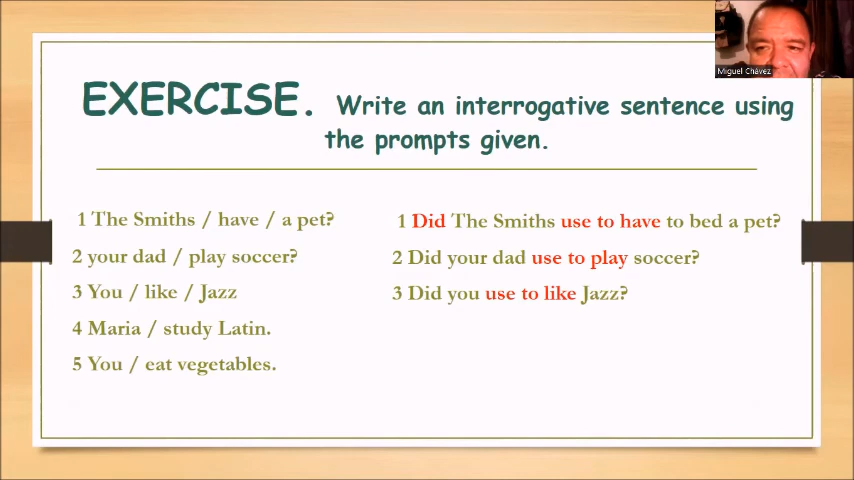 Miguel Chávez
EXERCISE. Write an interrogative sentence using
the prompts given.
1 The Smiths / have / a pet?
2 your dad / play soccer?
3 You / like / Jazz
4 Maria / study Latin.
5 You / eat vegetables.
1 Did The Smiths use to have to bed a pet?
2 Did your dad use to play soccer?
3 Did you use to like Jazz?